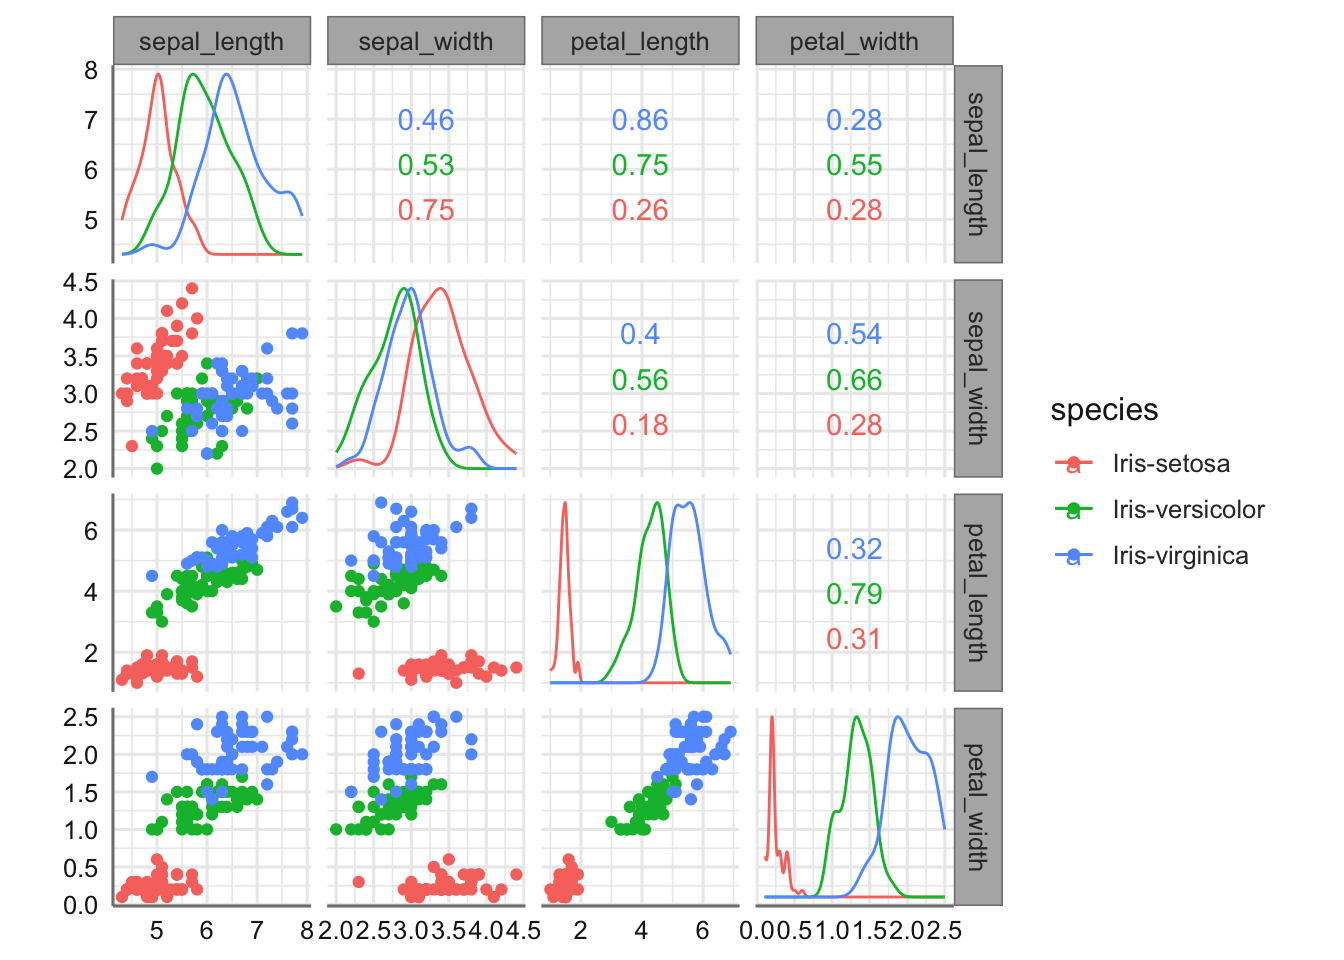 sepal_length sepal_width petal_length petal_width
8
7
6
5
0.46 0.86 0.28
0.53 0.75 0.55
0.75 0.26 0.28
sepal_length
4.5
4.0
3.5
3.0
2.5
2.0
0.4 0.54
0.56 0.66
0.18 0.28
sepal_width
6
4
2
0.32
0.79
0.31
petal_length
2.5
2.0
1.5
1.0
0.5
0.0
petal_width
5 6 7 8 2.0 2.5 3.0 3.5 4.0 4.5 2 4 6 0.0 0.5 1.0 1.5 2.0 2.5
species
a Iris-setosa
a Iris-versicolor
a Iris-virginica